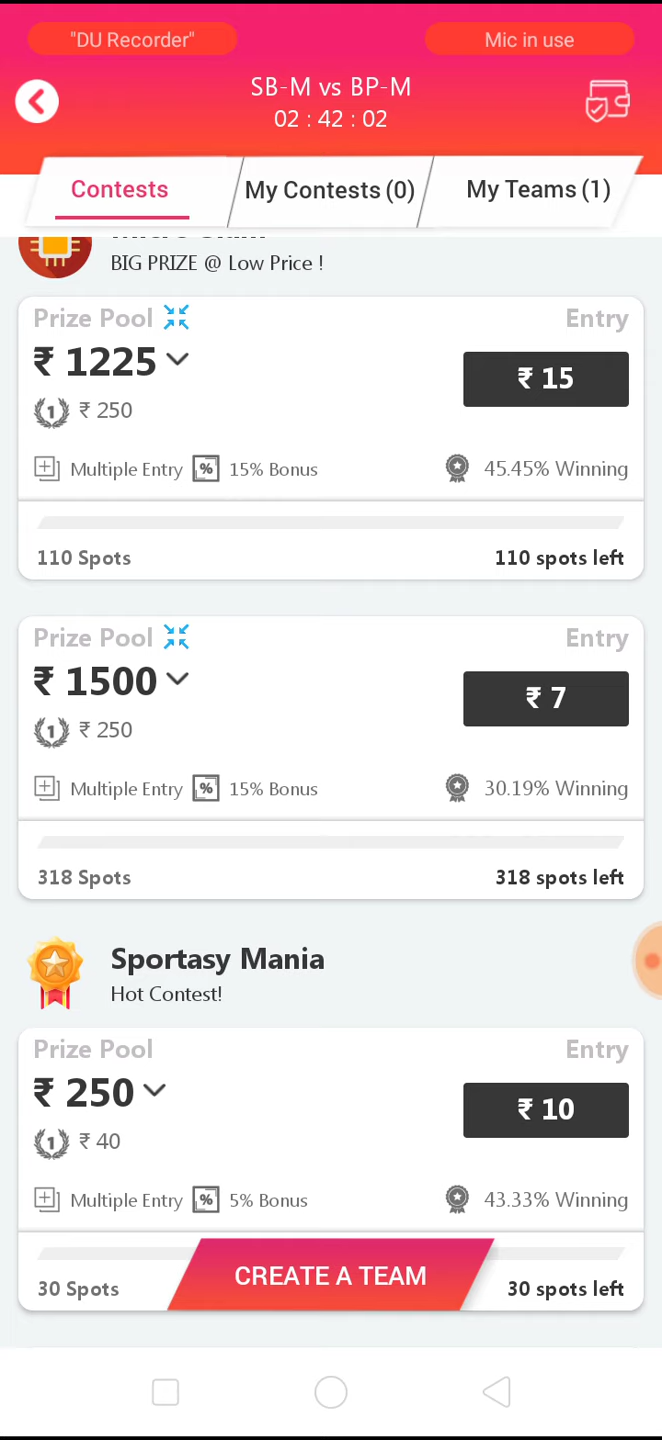 "DU Recorder"
Mic in use
SB-M vs BP-M
02 : 42 : 02
Contests
My Contests (0)
My Teams (1)
BIG PRIZE @ Low Price !
Prize Pool
Entry
₹ 1225
₹ 15
1 ₹ 250
Multiple Entry % 15% Bonus
45.45% Winning
110 Spots
110 spots left
Prize Pool
Entry
₹ 1500
₹ 7
1 ₹ 250
Multiple Entry % 15% Bonus
30.19% Winning
318 Spots
318 spots left
Sportasy Mania
Hot Contest!
Prize Pool
Entry
₹ 250
₹ 10
1 ₹ 40
Multiple Entry % 5% Bonus
43.33% Winning
30 Spots
CREATE A TEAM
30 spots left